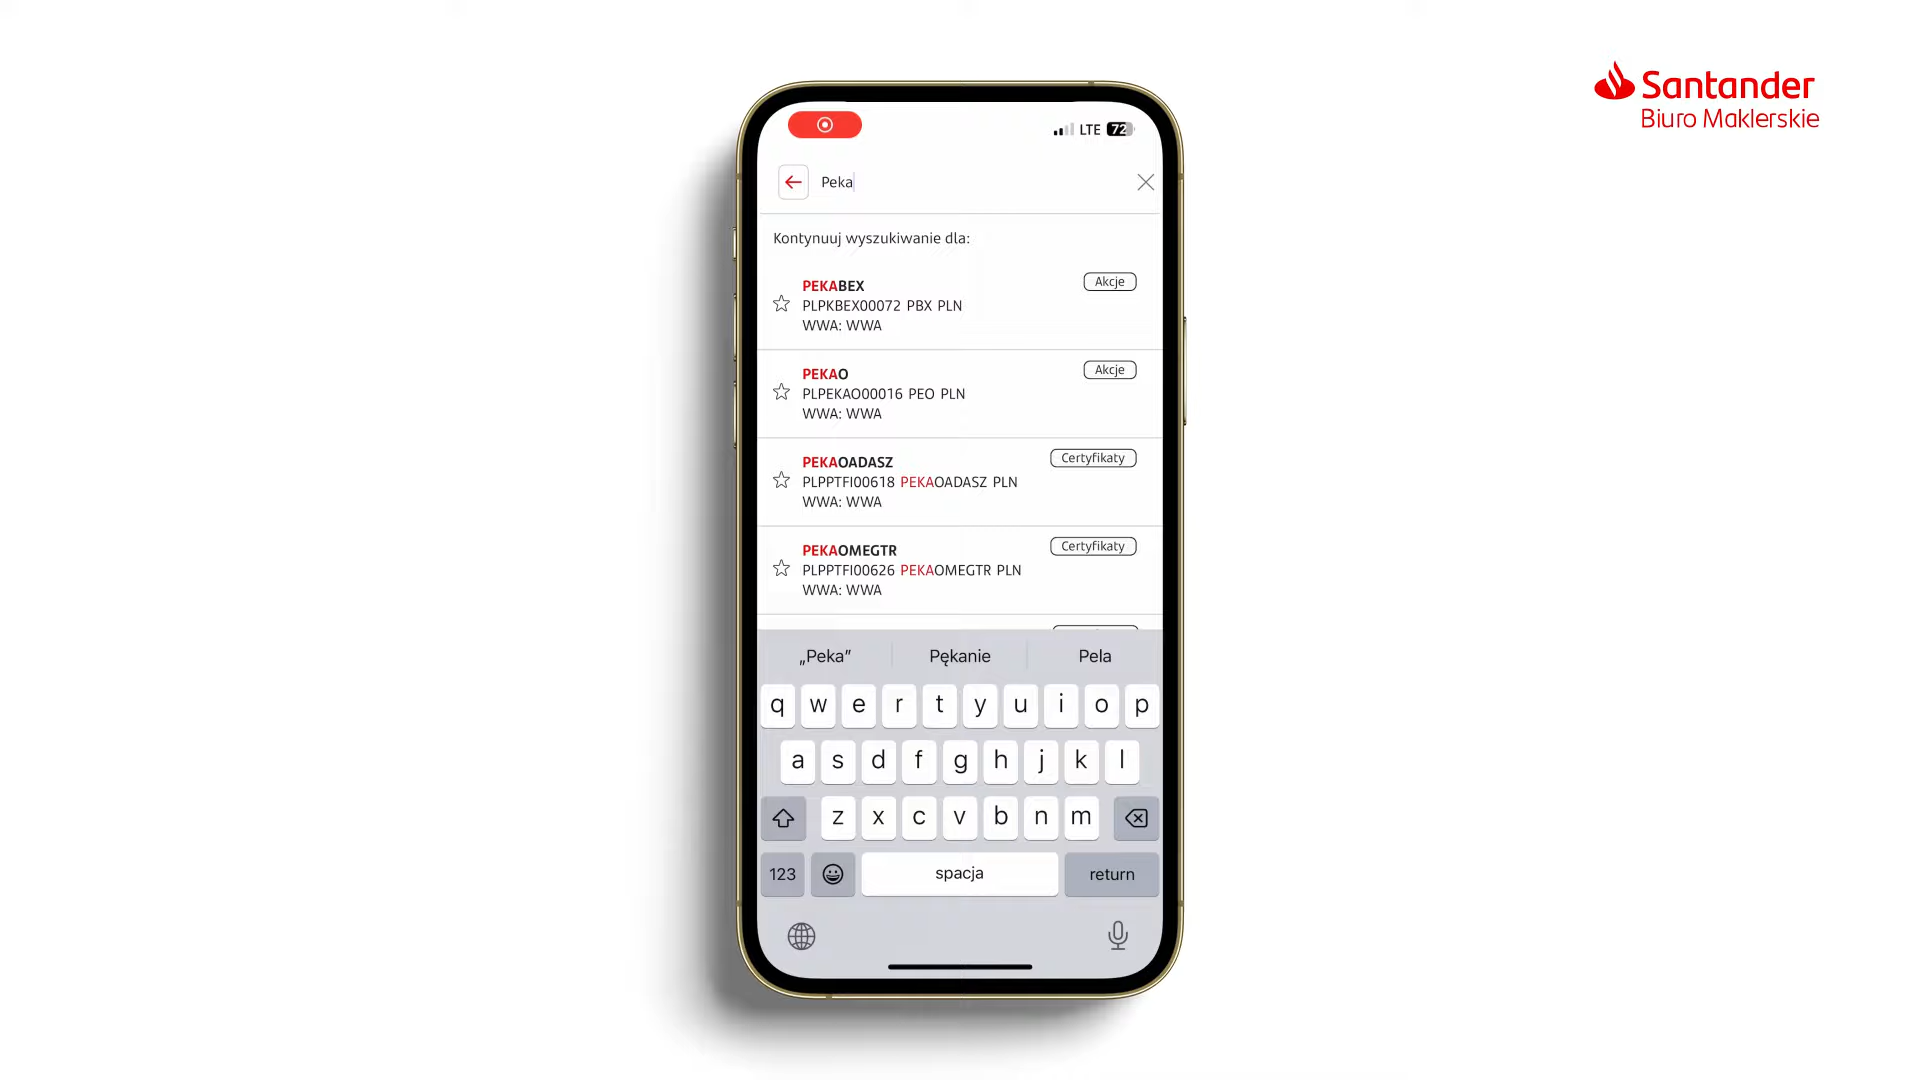 Santander
Biuro Maklerskie
LTE 72
Peka
Kontynuuj wyszukiwanie dla:
PEKABEX
Akcje
PLPKBEX00072 PBX PLN
WWA: WWA
PEKAO
Akcje
PLPEKAO00016 PEO PLN
WWA: WWA
PEKAOADASZ
Certyfikaty
PLPPTFI00618 PEKAOADASZ PLN
WWA: WWA
PEKAOMEGTR
Certyfikaty
PLPPTFI00626 PEKAOMEGTR PLN
WWA: WWA
„Peka” Pękanie Pela
q w e r t y u i o p
a s d f g h j k l
z x c v b n m
123 spacja return